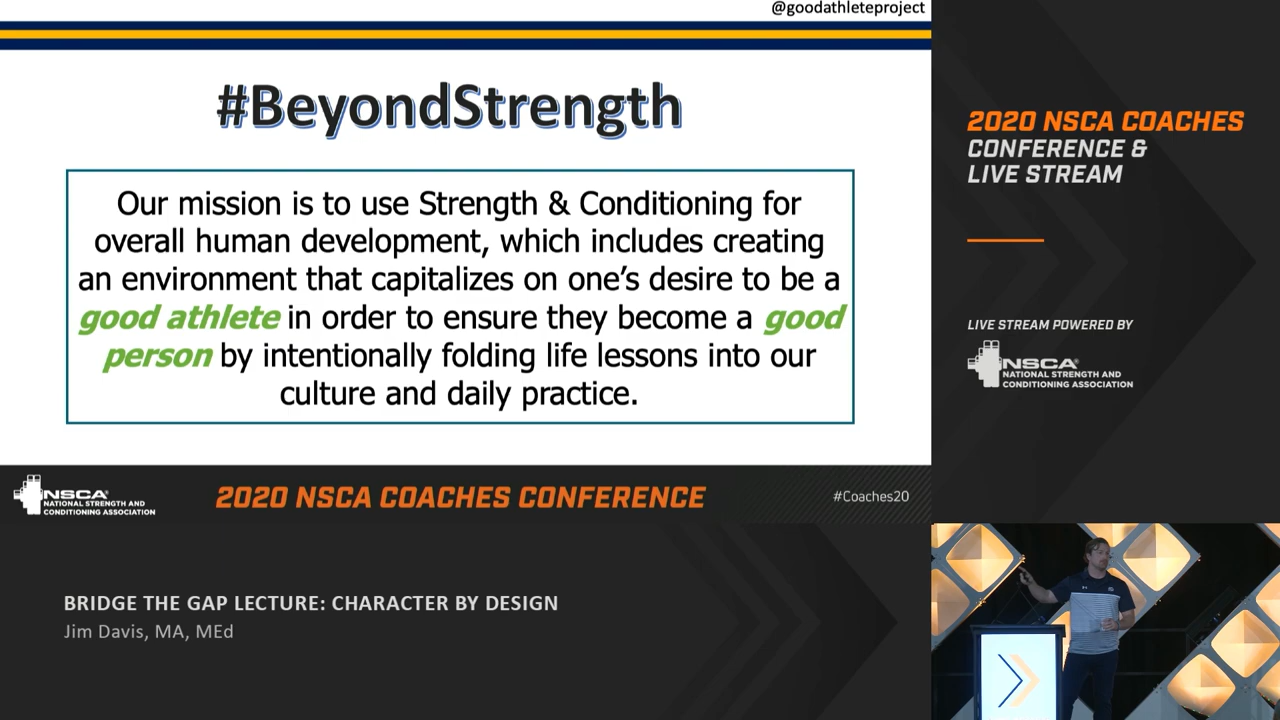 @goodathleteproject
#BeyondStrength
Our mission is to use Strength & Conditioning for
overall human development, which includes creating
an environment that capitalizes on one’s desire to be a
good athlete in order to ensure they become a good
person by intentionally folding life lessons into our
culture and daily practice.
NSCA
NATIONAL STRENGTH AND
CONDITIONING ASSOCIATION
2020 NSCA COACHES CONFERENCE
#Coaches20
BRIDGE THE GAP LECTURE: CHARACTER BY DESIGN
Jim Davis, MA, MEd
2020 NSCA COACHES
CONFERENCE &
LIVE STREAM
LIVE STREAM POWERED BY
NSCA®
NATIONAL STRENGTH AND
CONDITIONING ASSOCIATION